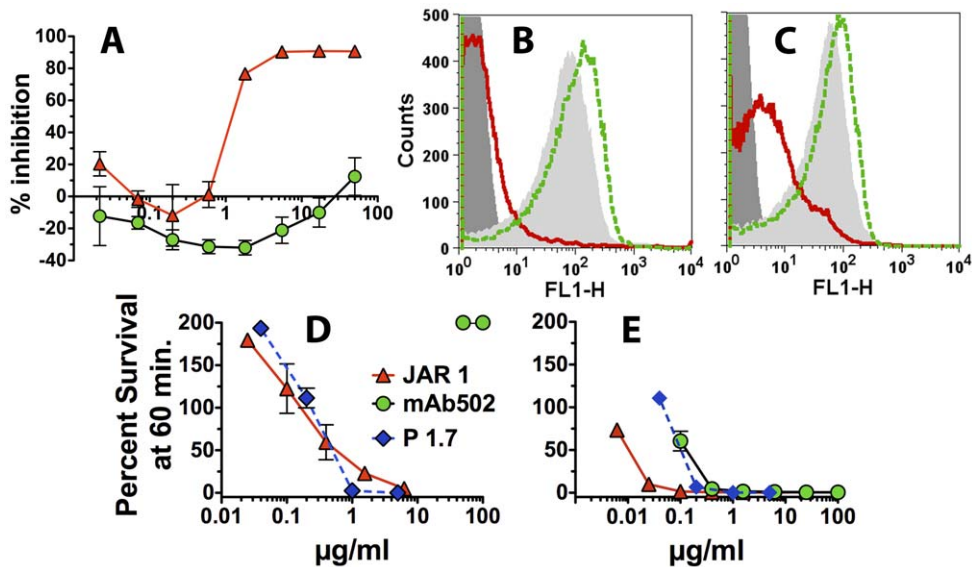 A
% inhibition
100
80
60
40
20
0
-20
-40
0.1 1 10 100
B
Counts
500
400
300
200
100
0
10⁰ 10¹ 10² 10³ 10⁴
FL1-H
C
10⁰ 10¹ 10² 10³ 10⁴
FL1-H
D
Percent Survival
at 60 min.
200
150
100
50
0
JAR 1
mAb502
P 1.7
0.01 0.1 1 10 100
µg/ml
E
200
150
100
50
0
0.01 0.1 1 10 100
µg/ml